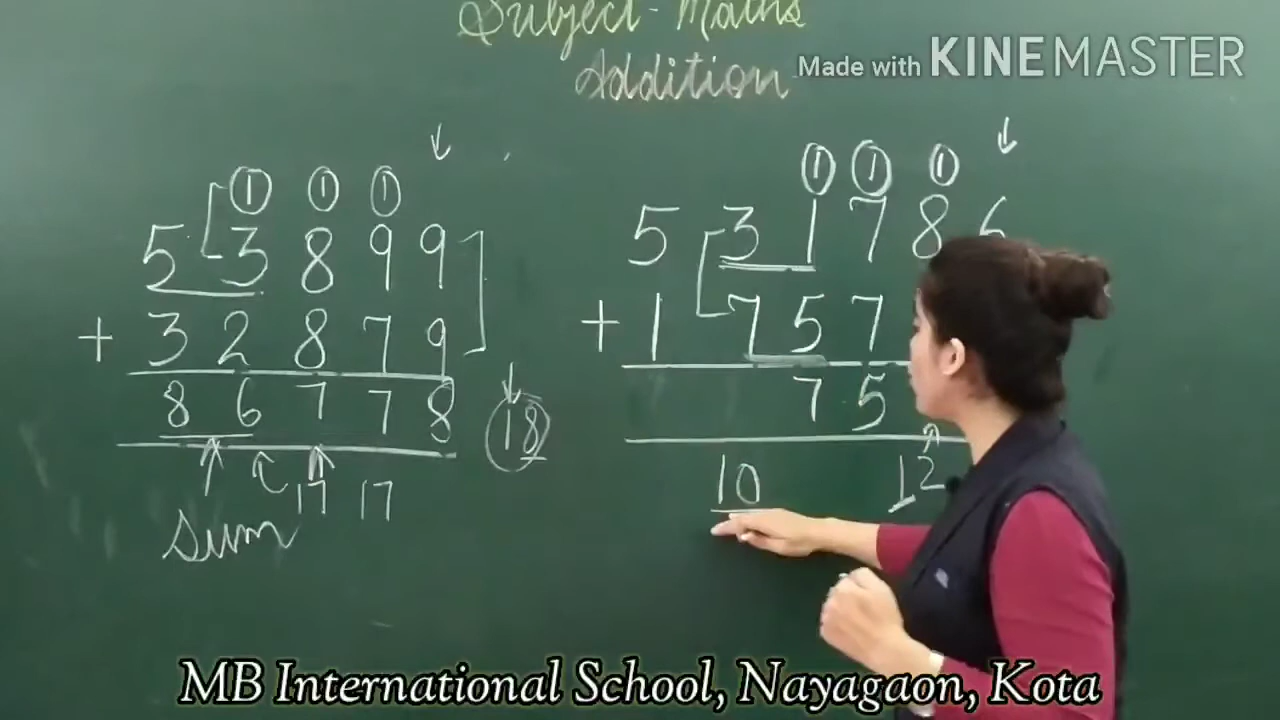 Subject - Maths
Addition
Made with KINEMASTER
↓
① ① ①
5 3 8 9 9
+ 3 2 8 7 9
8 6 7 7 8
18
17 17
Sum
↓
① ① ①
5 3 1 7 8 6
+ 1 7 5 7
7 5
10 12
MB International School, Nayagaon, Kota